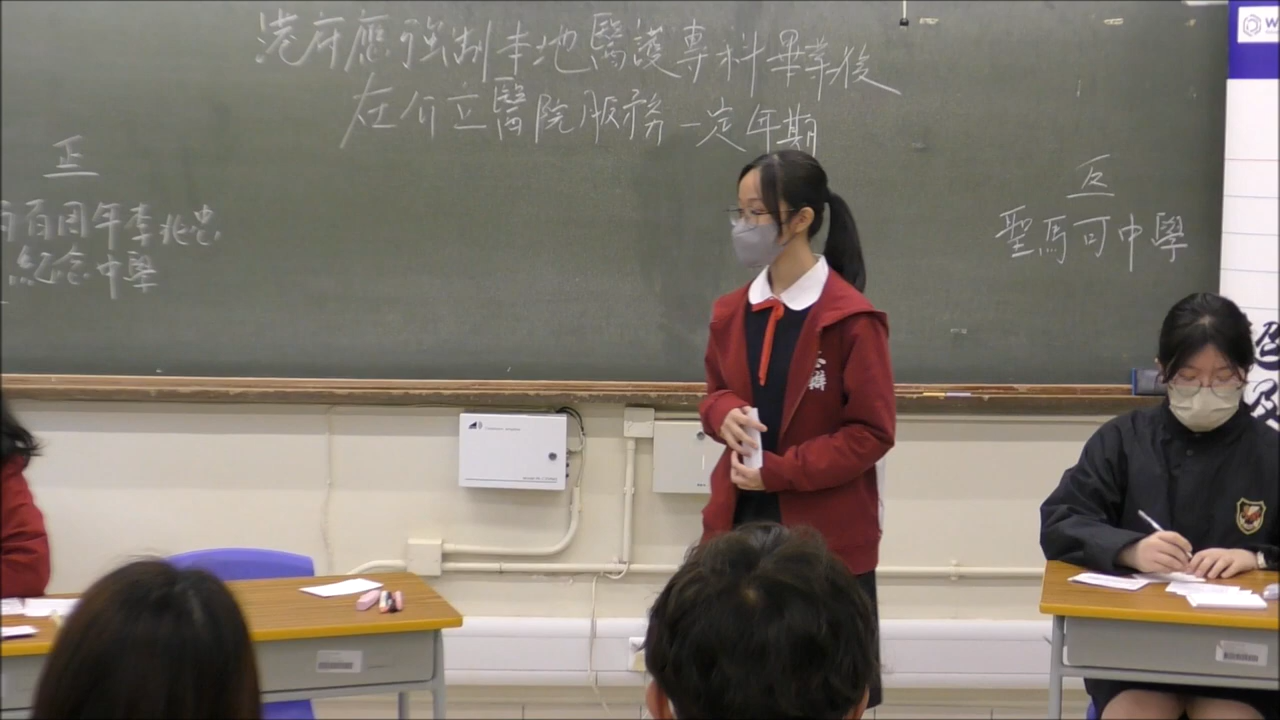 港府應強制本地醫護專科畢業後
在公立醫院服務一定年期
正
百周年李兆忠
紀念中學
反
聖馬可中學